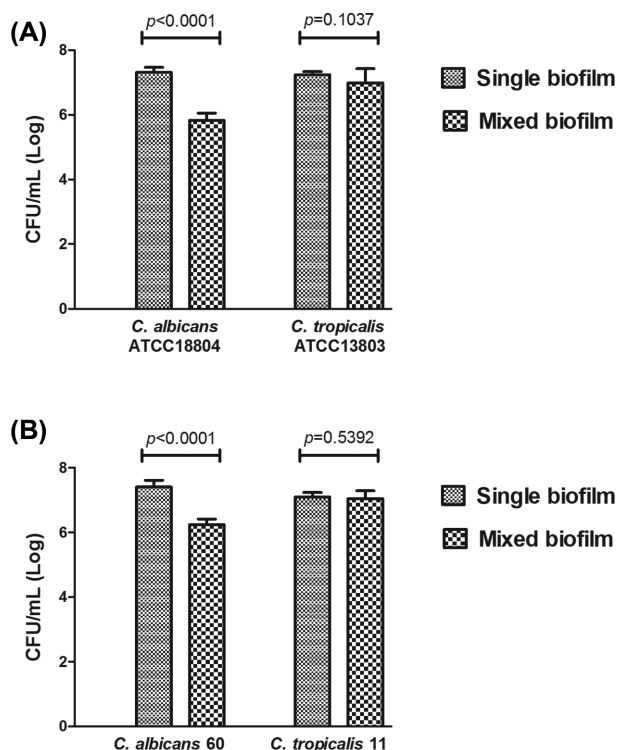 (A)
p<0.0001
p=0.1037
8
6
4
2
0
CFU/mL (Log)
C. albicans
ATCC18804
C. tropicalis
ATCC13803
Single biofilm
Mixed biofilm
(B)
p<0.0001
p=0.5392
8
6
4
2
0
CFU/mL (Log)
C. albicans 60
C. tropicalis 11
Single biofilm
Mixed biofilm